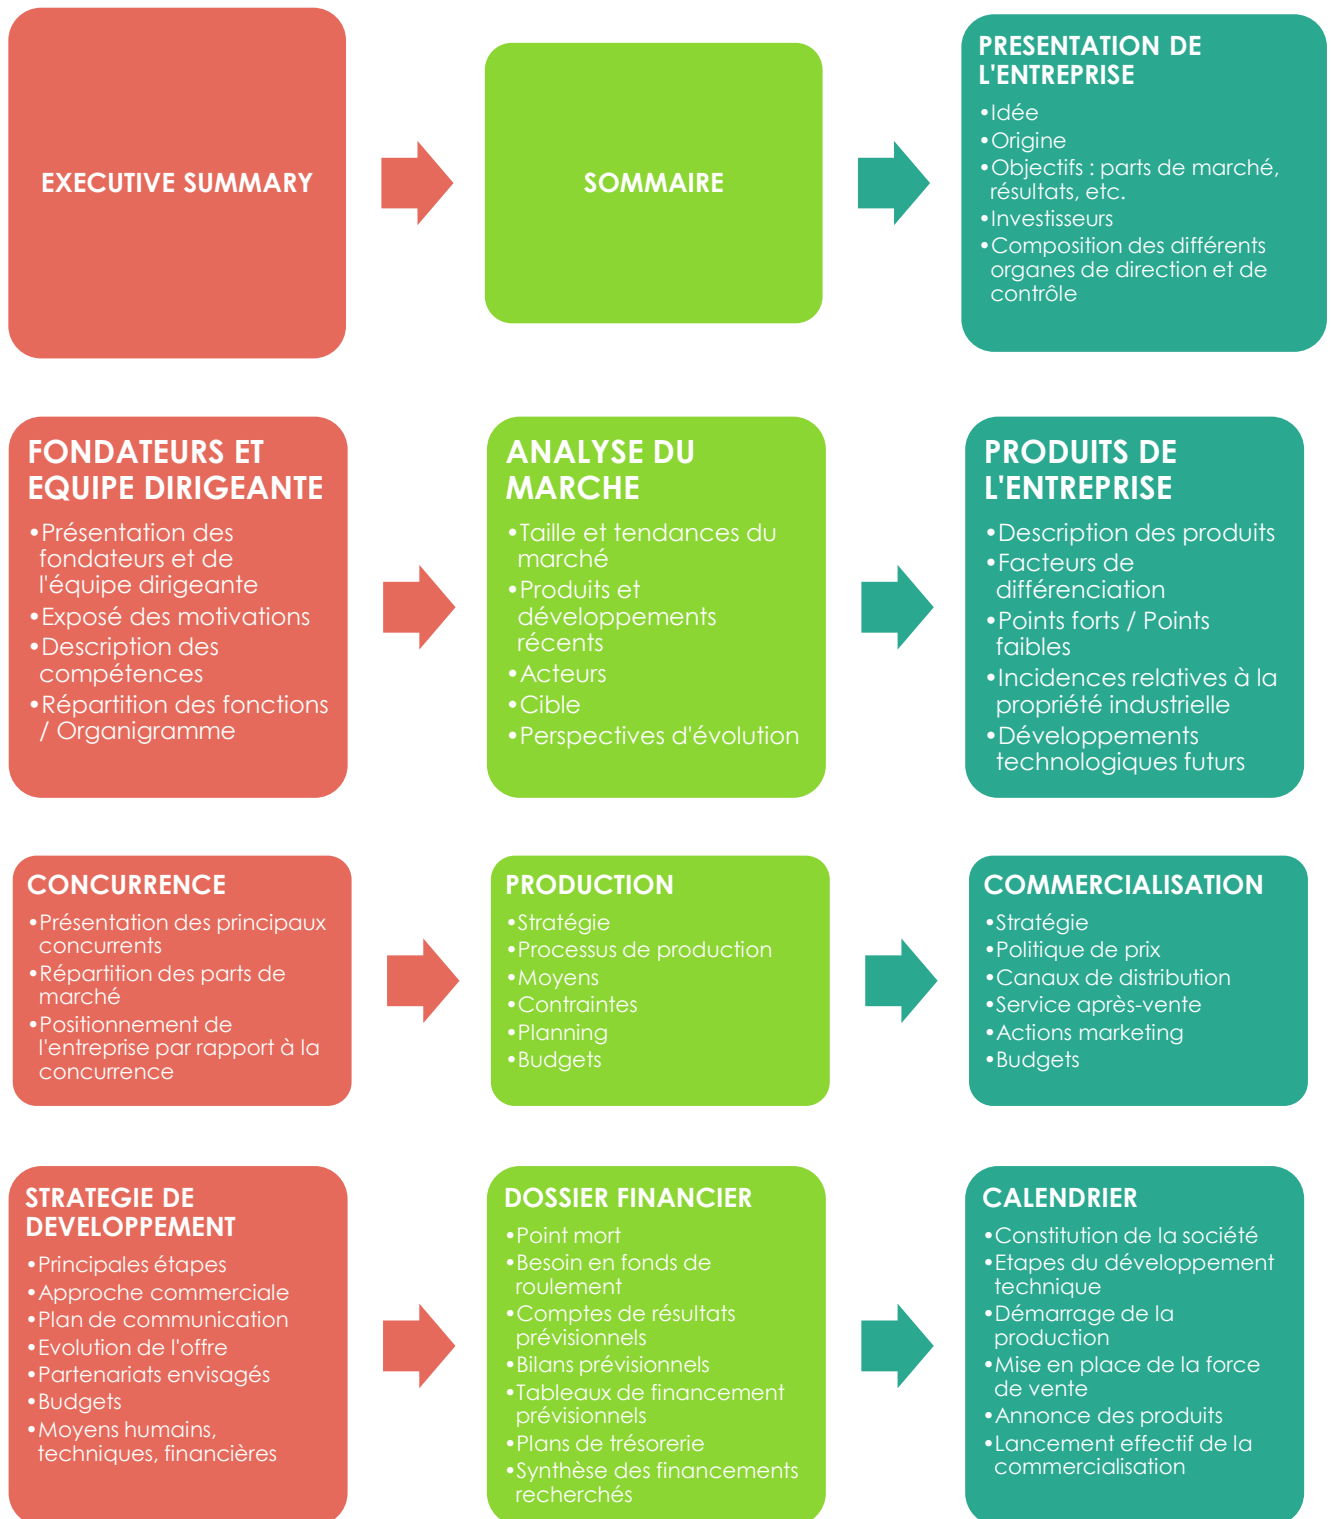 EXECUTIVE SUMMARY
SOMMAIRE
PRESENTATION DE
L'ENTREPRISE
•Idée
•Origine
•Objectifs : parts de marché,
résultats, etc.
•Investisseurs
•Composition des différents
organes de direction et de
contrôle
FONDATEURS ET
EQUIPE DIRIGEANTE
•Présentation des
fondateurs et de
l'équipe dirigeante
•Exposé des motivations
•Description des
compétences
•Répartition des fonctions
/ Organigramme
ANALYSE DU
MARCHE
•Taille et tendances du
marché
•Produits et
développements
récents
•Acteurs
•Cible
•Perspectives d'évolution
PRODUITS DE
L'ENTREPRISE
•Description des produits
•Facteurs de
différenciation
•Points forts / Points
faibles
•Incidences relatives à la
propriété industrielle
•Développements
technologiques futurs
CONCURRENCE
•Présentation des principaux
concurrents
•Répartition des parts de
marché
•Positionnement de
l'entreprise par rapport à la
concurrence
PRODUCTION
•Stratégie
•Processus de production
•Moyens
•Contraintes
•Planning
•Budgets
COMMERCIALISATION
•Stratégie
•Politique de prix
•Canaux de distribution
•Service après-vente
•Actions marketing
•Budgets
STRATEGIE DE
DEVELOPPEMENT
•Principales étapes
•Approche commerciale
•Plan de communication
•Evolution de l'offre
•Partenariats envisagés
•Budgets
•Moyens humains,
techniques, financières
DOSSIER FINANCIER
•Point mort
•Besoin en fonds de
roulement
•Comptes de résultats
prévisionnels
•Bilans prévisionnels
•Tableaux de financement
prévisionnels
•Plans de trésorerie
•Synthèse des financements
recherchés
CALENDRIER
•Constitution de la société
•Etapes du développement
technique
•Démarrage de la
production
•Mise en place de la force
de vente
•Annonce des produits
•Lancement effectif de la
commercialisation